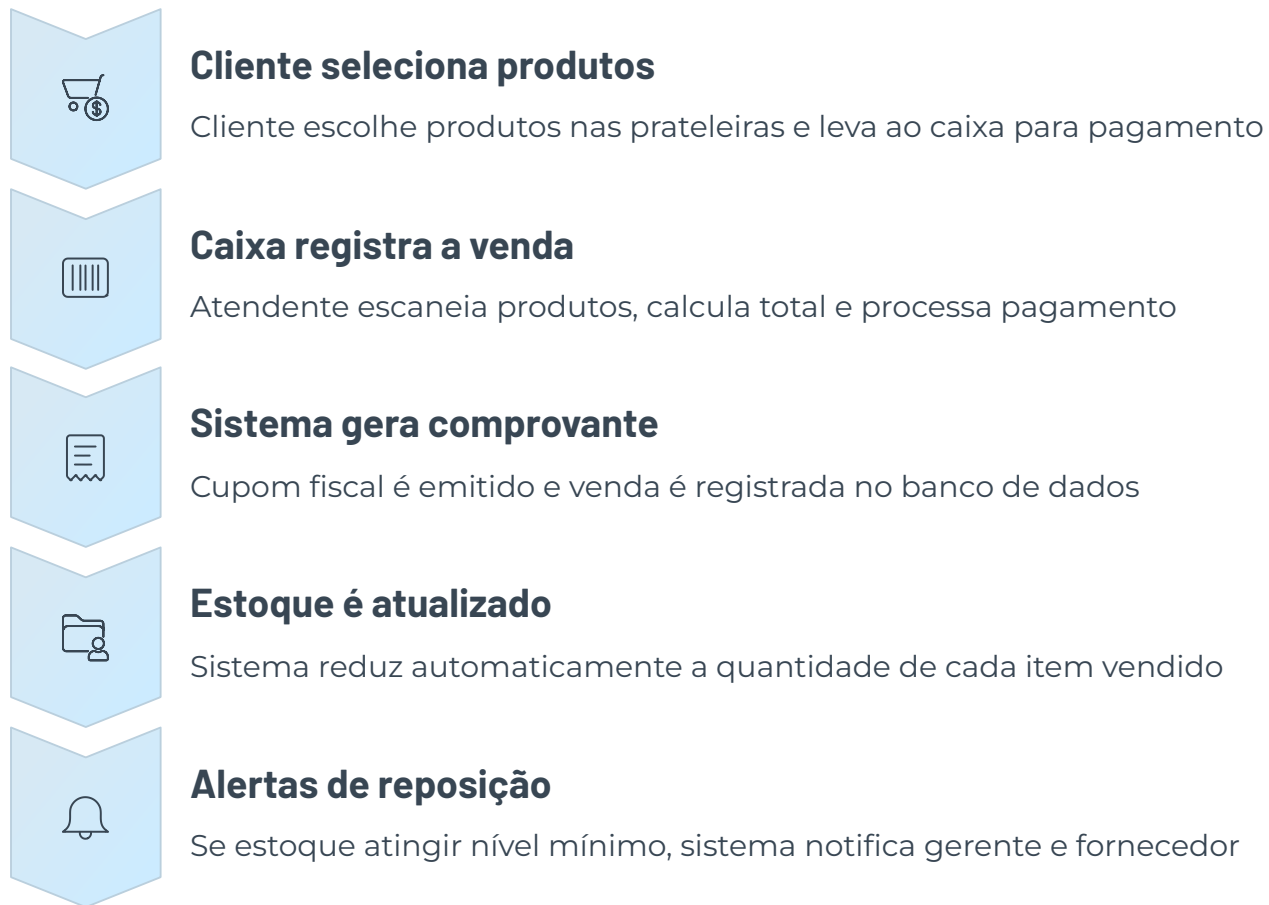 Cliente seleciona produtos
Cliente escolhe produtos nas prateleiras e leva ao caixa para pagamento
Caixa registra a venda
Atendente escaneia produtos, calcula total e processa pagamento
Sistema gera comprovante
Cupom fiscal é emitido e venda é registrada no banco de dados
Estoque é atualizado
Sistema reduz automaticamente a quantidade de cada item vendido
Alertas de reposição
Se estoque atingir nível mínimo, sistema notifica gerente e fornecedor